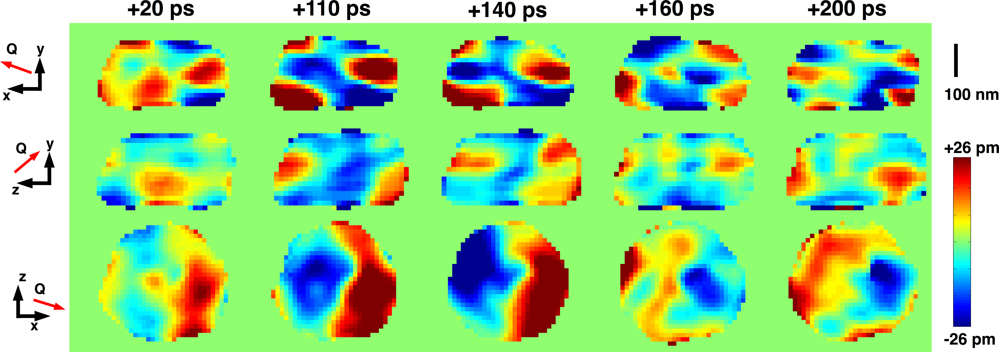 +20 ps +110 ps +140 ps +160 ps +200 ps
Q y
x
100 nm
Q y
z
+26 pm
z
Q
x
-26 pm